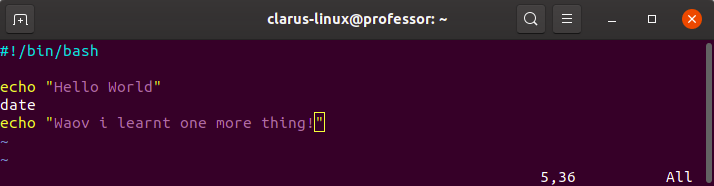 clarus-linux@professor: ~
#!/bin/bash
echo "Hello World"
date
echo "Waov i learnt one more thing!"
~
~
5,36 All